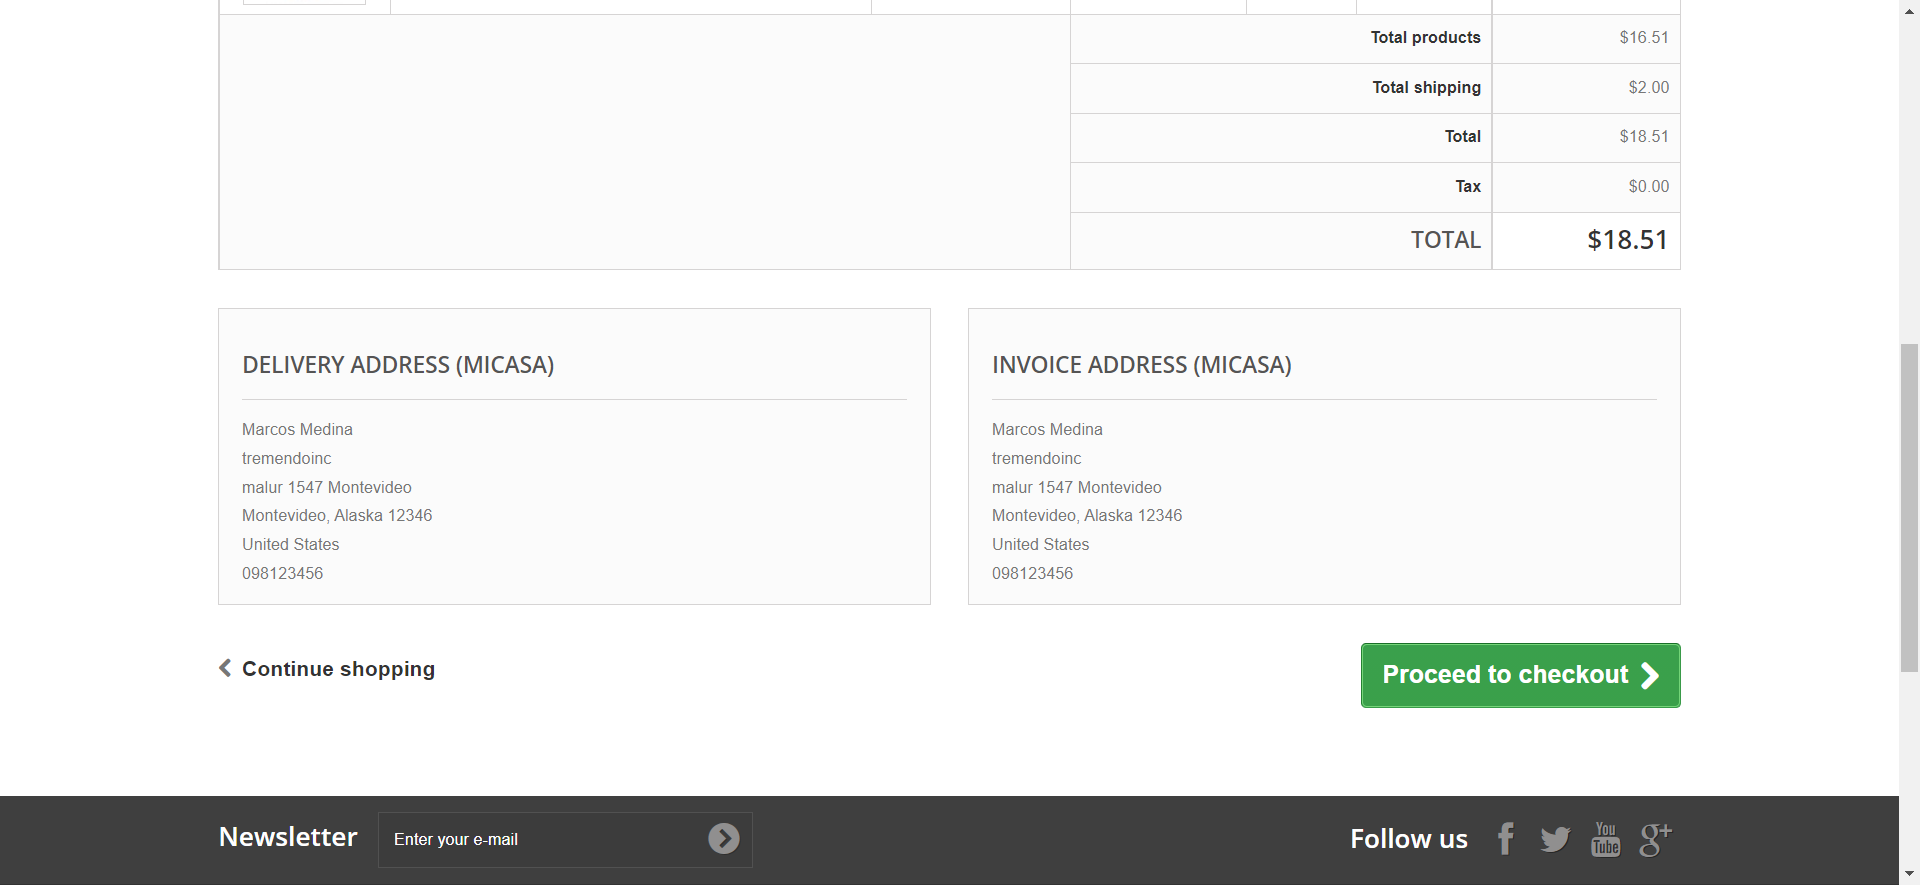 Total products $16.51
Total shipping $2.00
Total $18.51
Tax $0.00
TOTAL $18.51
DELIVERY ADDRESS (MICASA)
Marcos Medina
tremendoinc
malur 1547 Montevideo
Montevideo, Alaska 12346
United States
098123456
INVOICE ADDRESS (MICASA)
Marcos Medina
tremendoinc
malur 1547 Montevideo
Montevideo, Alaska 12346
United States
098123456
Continue shopping
Proceed to checkout
Newsletter
Enter your e-mail
Follow us
You Tube
g+